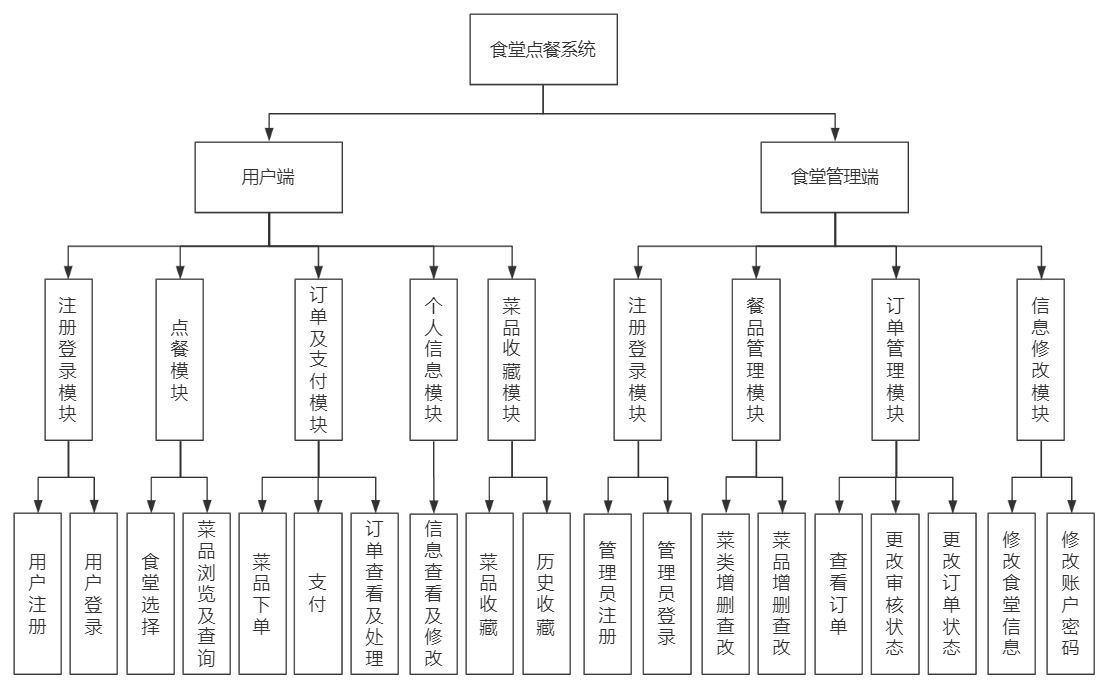 食堂点餐系统
用户端
食堂管理端
注册登录模块
点餐模块
订单及支付模块
个人信息模块
菜品收藏模块
注册登录模块
餐品管理模块
订单管理模块
信息修改模块
用户注册
用户登录
食堂选择
菜品浏览及查询
菜品下单
支付
订单查看及处理
信息查看及修改
菜品收藏
历史收藏
管理员注册
管理员登录
菜类增删查改
菜品增删查改
查看订单
更改审核状态
更改订单状态
修改食堂信息
修改账户密码